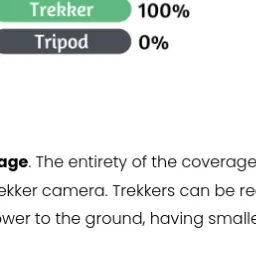 Trekker 100%
Tripod 0%
age. The entirety of the coverage
ekker camera. Trekkers can be re
ower to the ground, having smalle